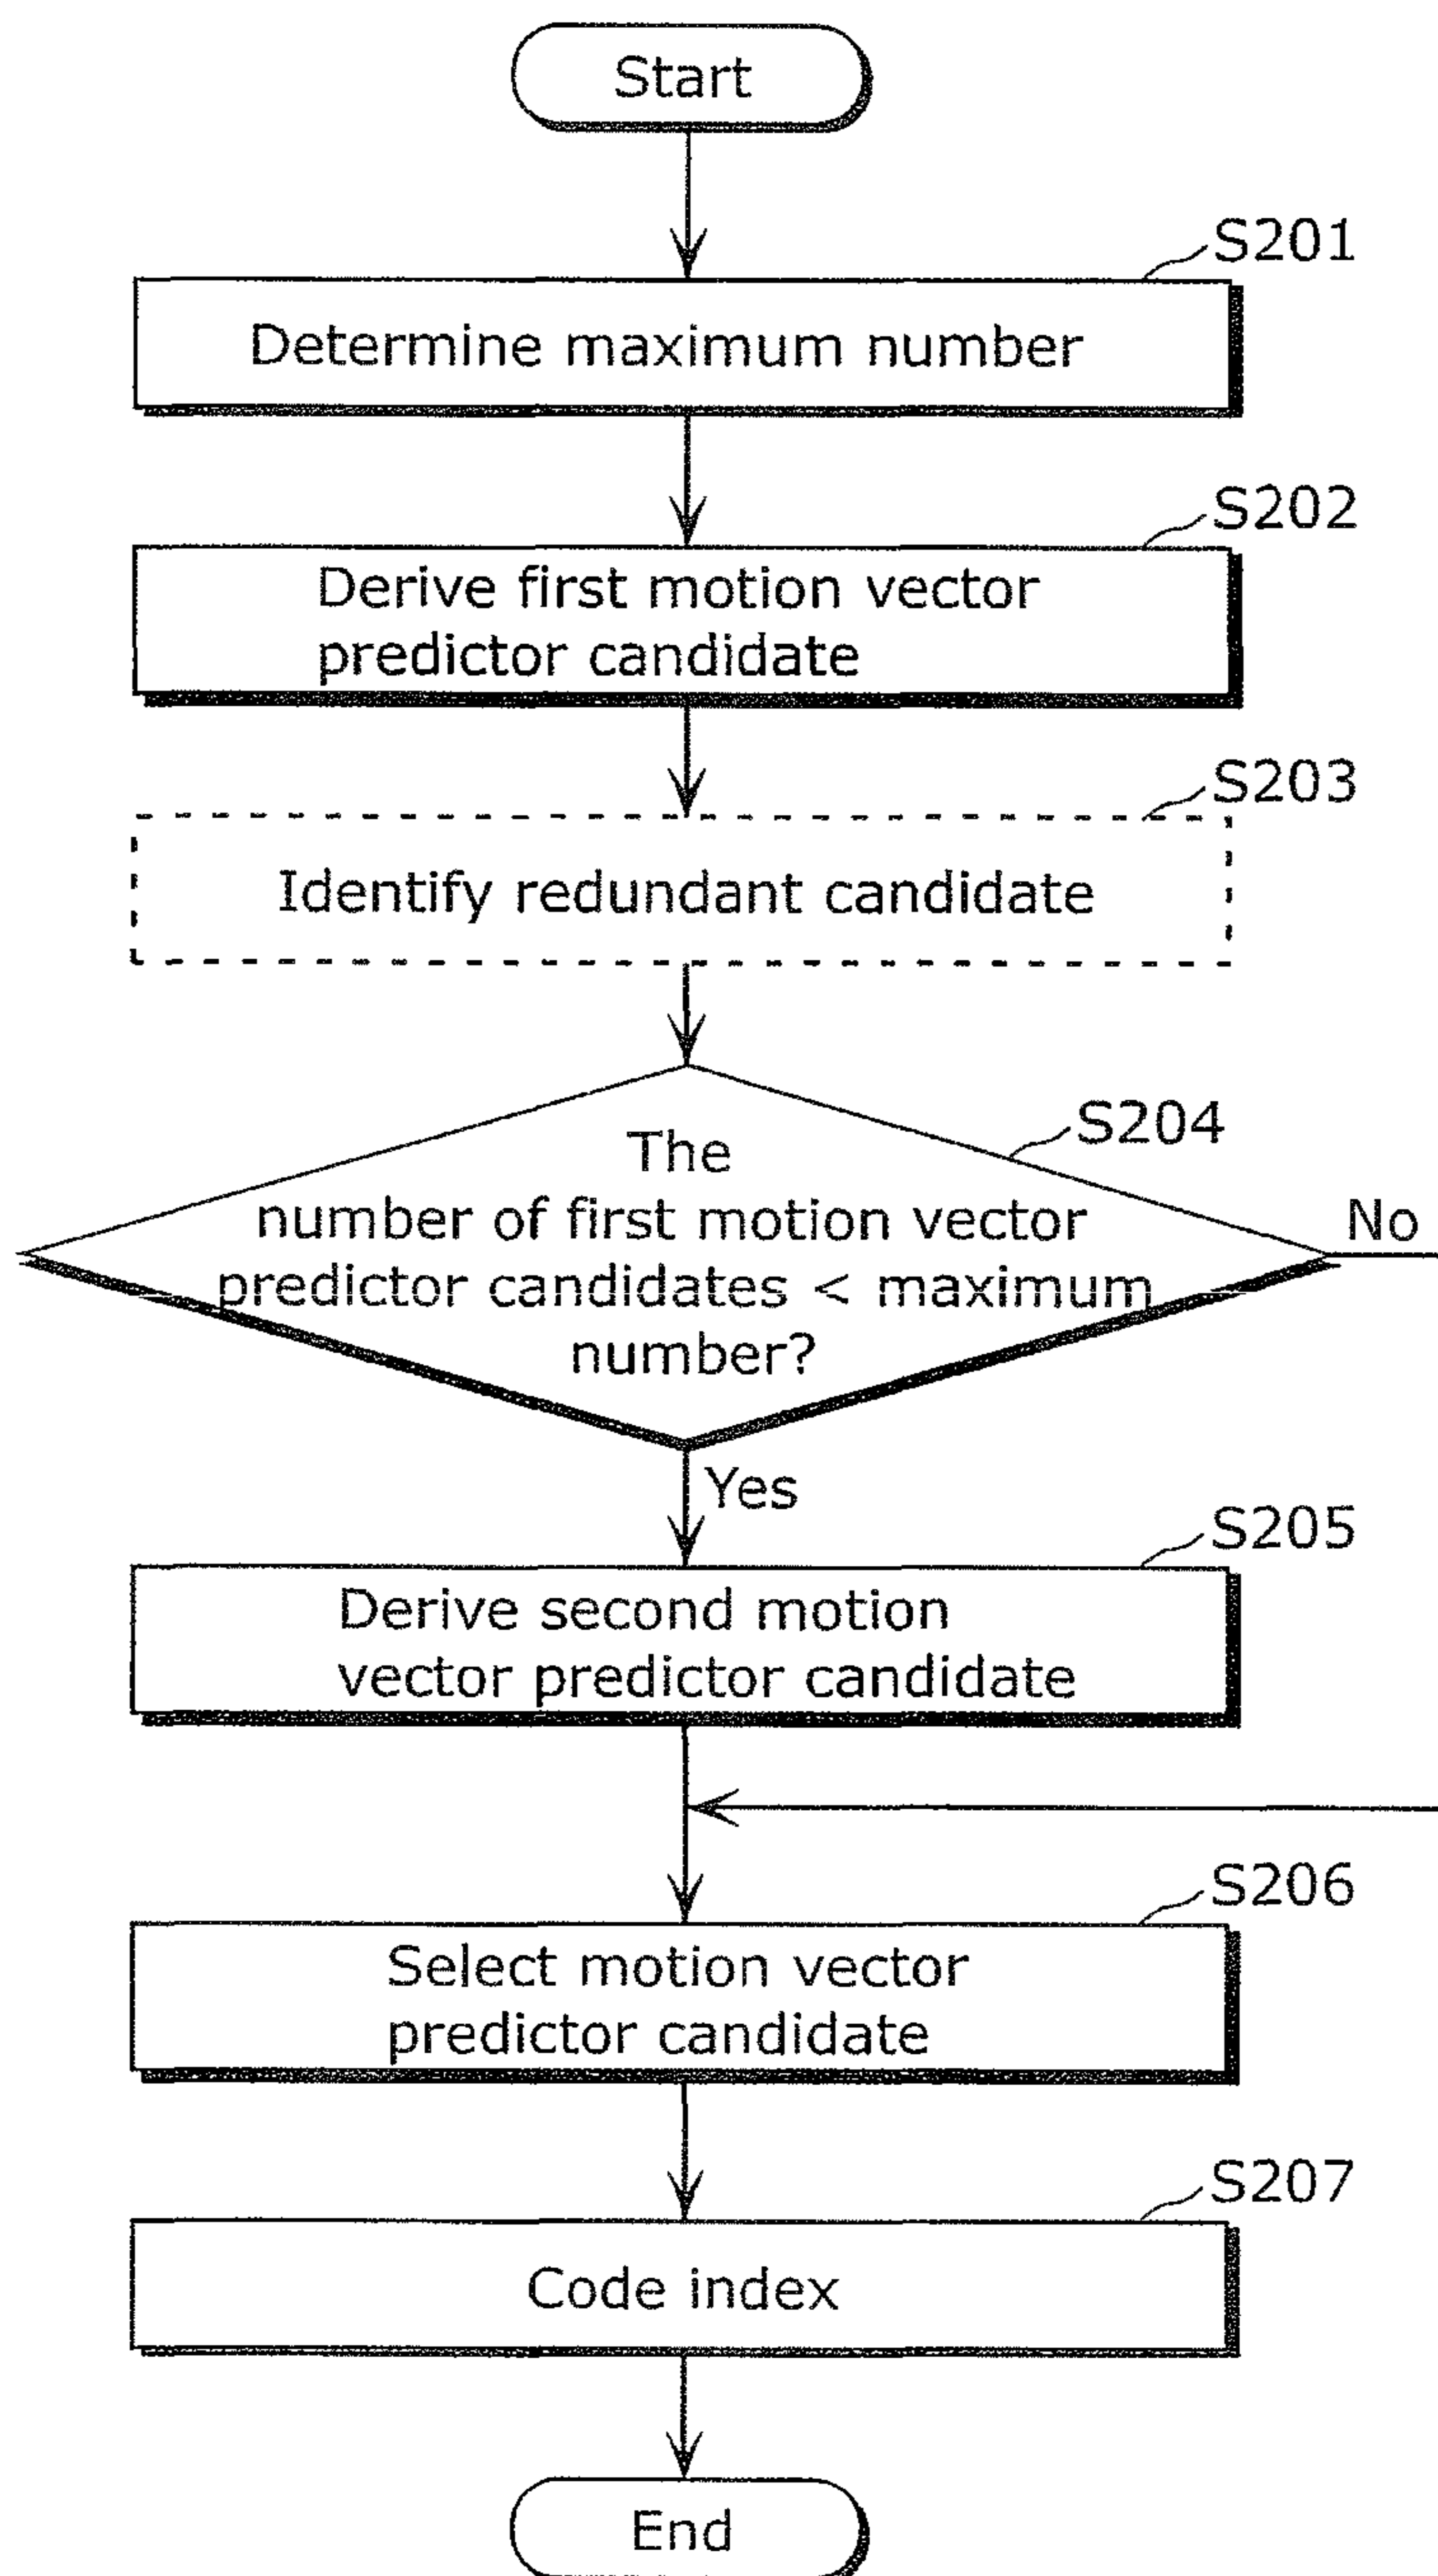 Start
S201
Determine maximum number
S202
Derive first motion vector
predictor candidate
S203
Identify redundant candidate
S204
The
number of first motion vector
predictor candidates < maximum
number?
No
Yes
S205
Derive second motion
vector predictor candidate
S206
Select motion vector
predictor candidate
S207
Code index
End